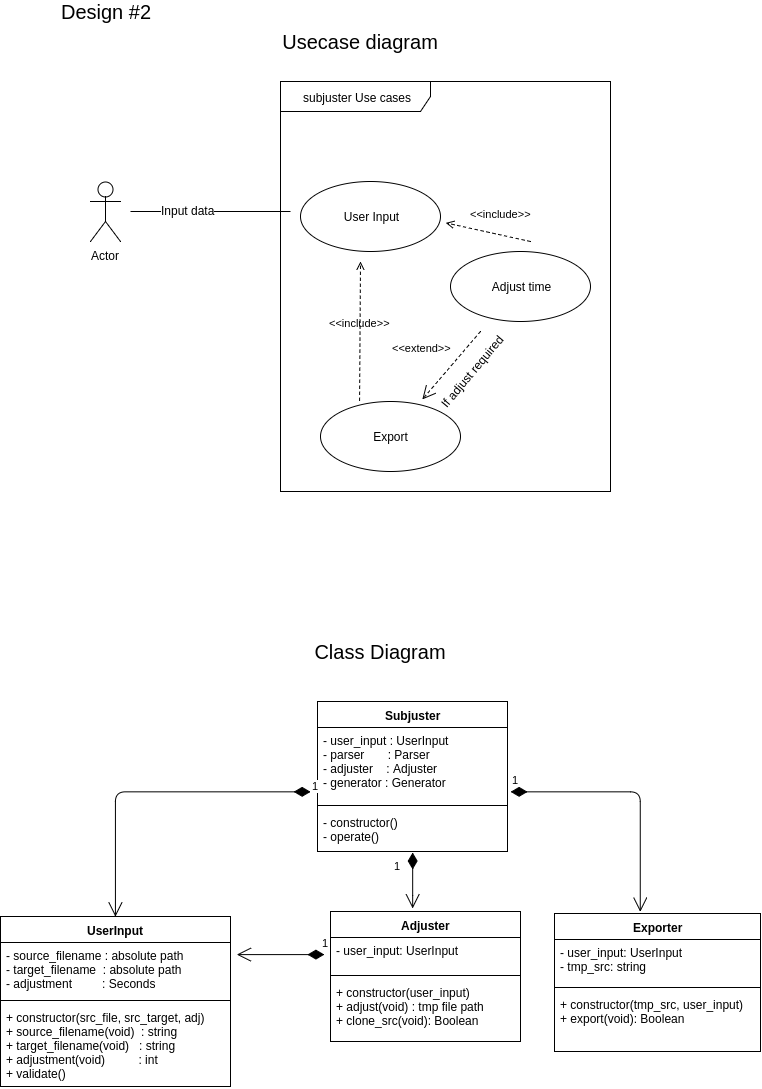 Design #2
Usecase diagram
subjuster Use cases
Input data
Actor
User Input
<<include>>
Adjust time
<<include>>
<<extend>>
If adjust required
Export
Class Diagram
Subjuster
- user_input : UserInput
- parser : Parser
- adjuster : Adjuster
- generator : Generator
- constructor()
- operate()
1
1
1
UserInput
- source_filename : absolute path
- target_filename : absolute path
- adjustment : Seconds
+ constructor(src_file, src_target, adj)
+ source_filename(void) : string
+ target_filename(void) : string
+ adjustment(void) : int
+ validate()
1
Adjuster
- user_input: UserInput
+ constructor(user_input)
+ adjust(void) : tmp file path
+ clone_src(void): Boolean
Exporter
- user_input: UserInput
- tmp_src: string
+ constructor(tmp_src, user_input)
+ export(void): Boolean